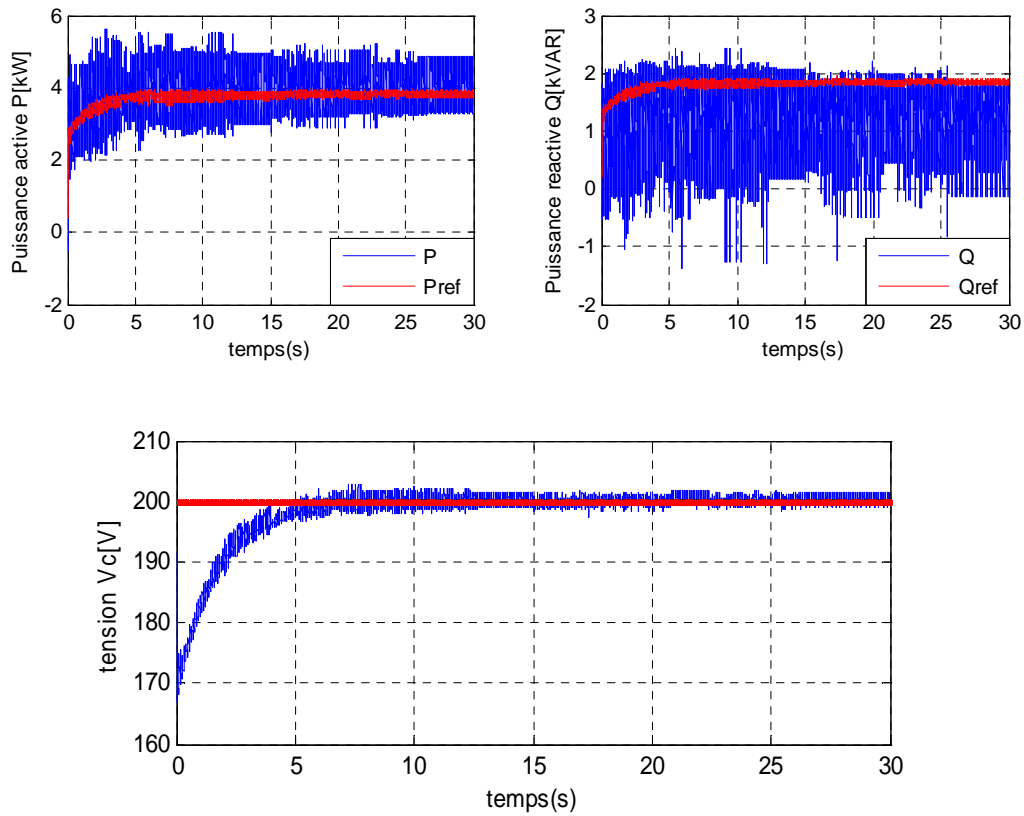 Puissance active P[kW]
6
4
2
0
-2
0 5 10 15 20 25 30
temps(s)
P
Pref
Puissance reactive Q[kVAR]
3
2
1
0
-1
-2
0 5 10 15 20 25 30
temps(s)
Q
Qref
tension Vc[V]
210
200
190
180
170
160
0 5 10 15 20 25 30
temps(s)